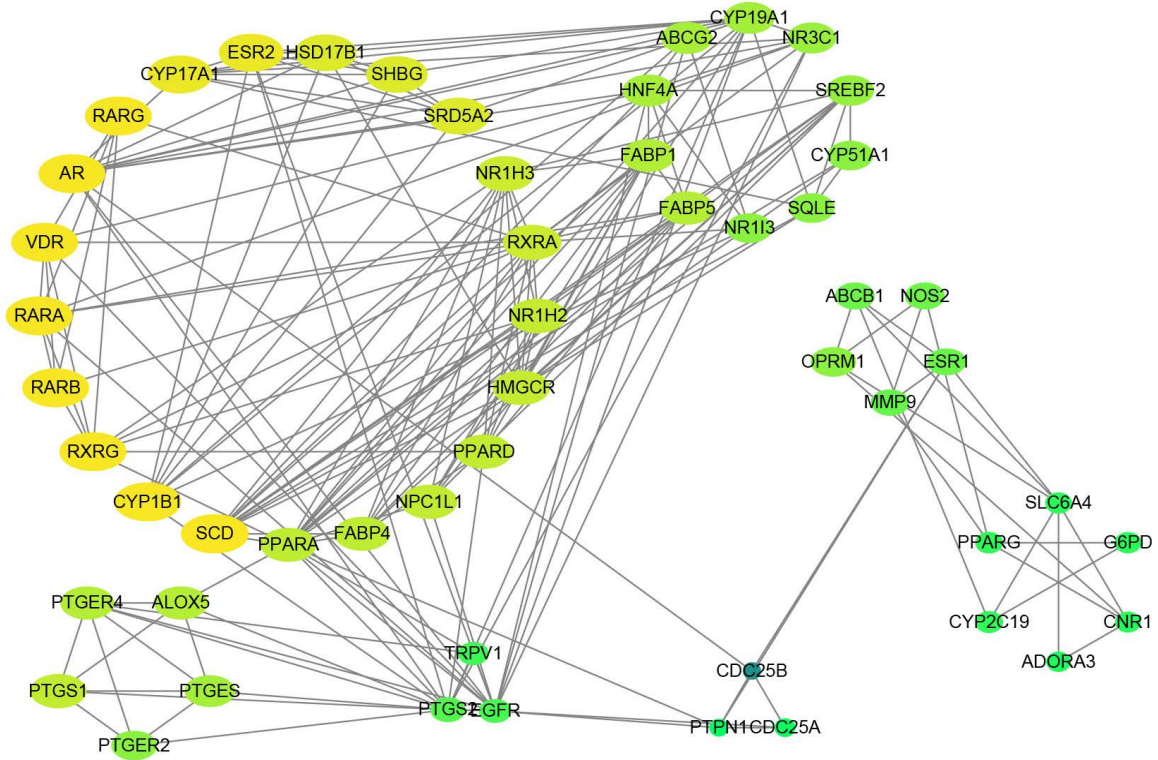 CYP19A1
ESR2
HSD17B1
ABCG2
NR3C1
CYP17A1
SHBG
HNF4A
SREBF2
RARG
SRD5A2
FABP1
CYP51A1
AR
NR1H3
FABP5
SQLE
NR1I3
VDR
RXRA
ABCB1
NOS2
RARA
NR1H2
OPRM1
ESR1
RARB
HMGCR
MMP9
RXRG
PPARD
CYP1B1
NPC1L1
SLC6A4
SCD
PPARA
FABP4
PPARG
G6PD
PTGER4
ALOX5
CYP2C19
CNR1
TRPV1
ADORA3
CDC25B
PTGS1
PTGES
PTGS2
EGFR
PTPN1
CDC25A
PTGER2